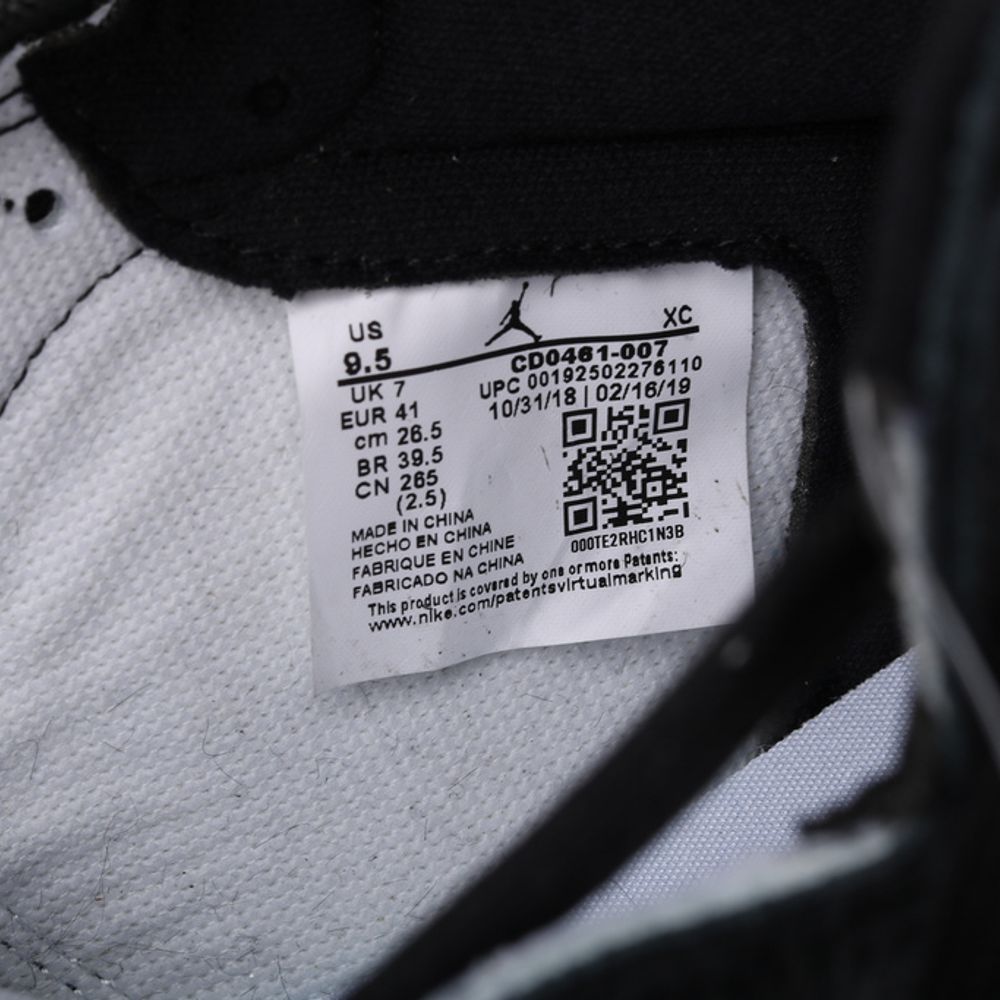 US
9.5
UK 7
EUR 41
cm 26.5
BR 39.5
CN 265
(2.5)
XC
CD0461-007
UPC 00192502276110
10/31/18 | 02/16/19
000TE2RHC1N3B
MADE IN CHINA
HECHO EN CHINA
FABRIQUE EN CHINE
FABRICADO NA CHINA
This product is covered by one or more Patents:
www.nike.com/patentsvirtualmarking